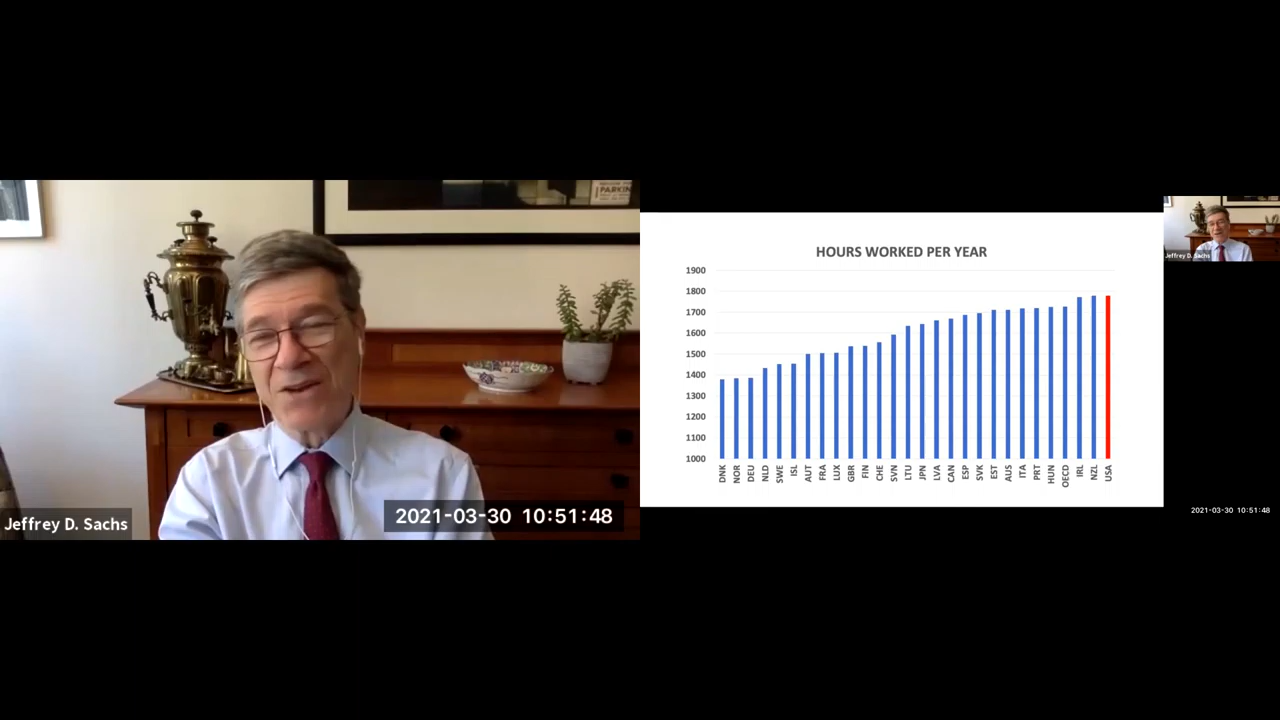 PARKIN
Jeffrey D. Sachs
2021-03-30 10:51:48
HOURS WORKED PER YEAR
1900
1800
1700
1600
1500
1400
1300
1200
1100
1000
DNK NOR DEU NLD SWE ISL AUT FRA LUX GBR FIN CHE SVN LTU JPN LVA CAN ESP SVK EST AUS ITA PRT HUN OECD IRL NZL USA
Jeffrey D. Sachs
2021-03-30 10:51:48